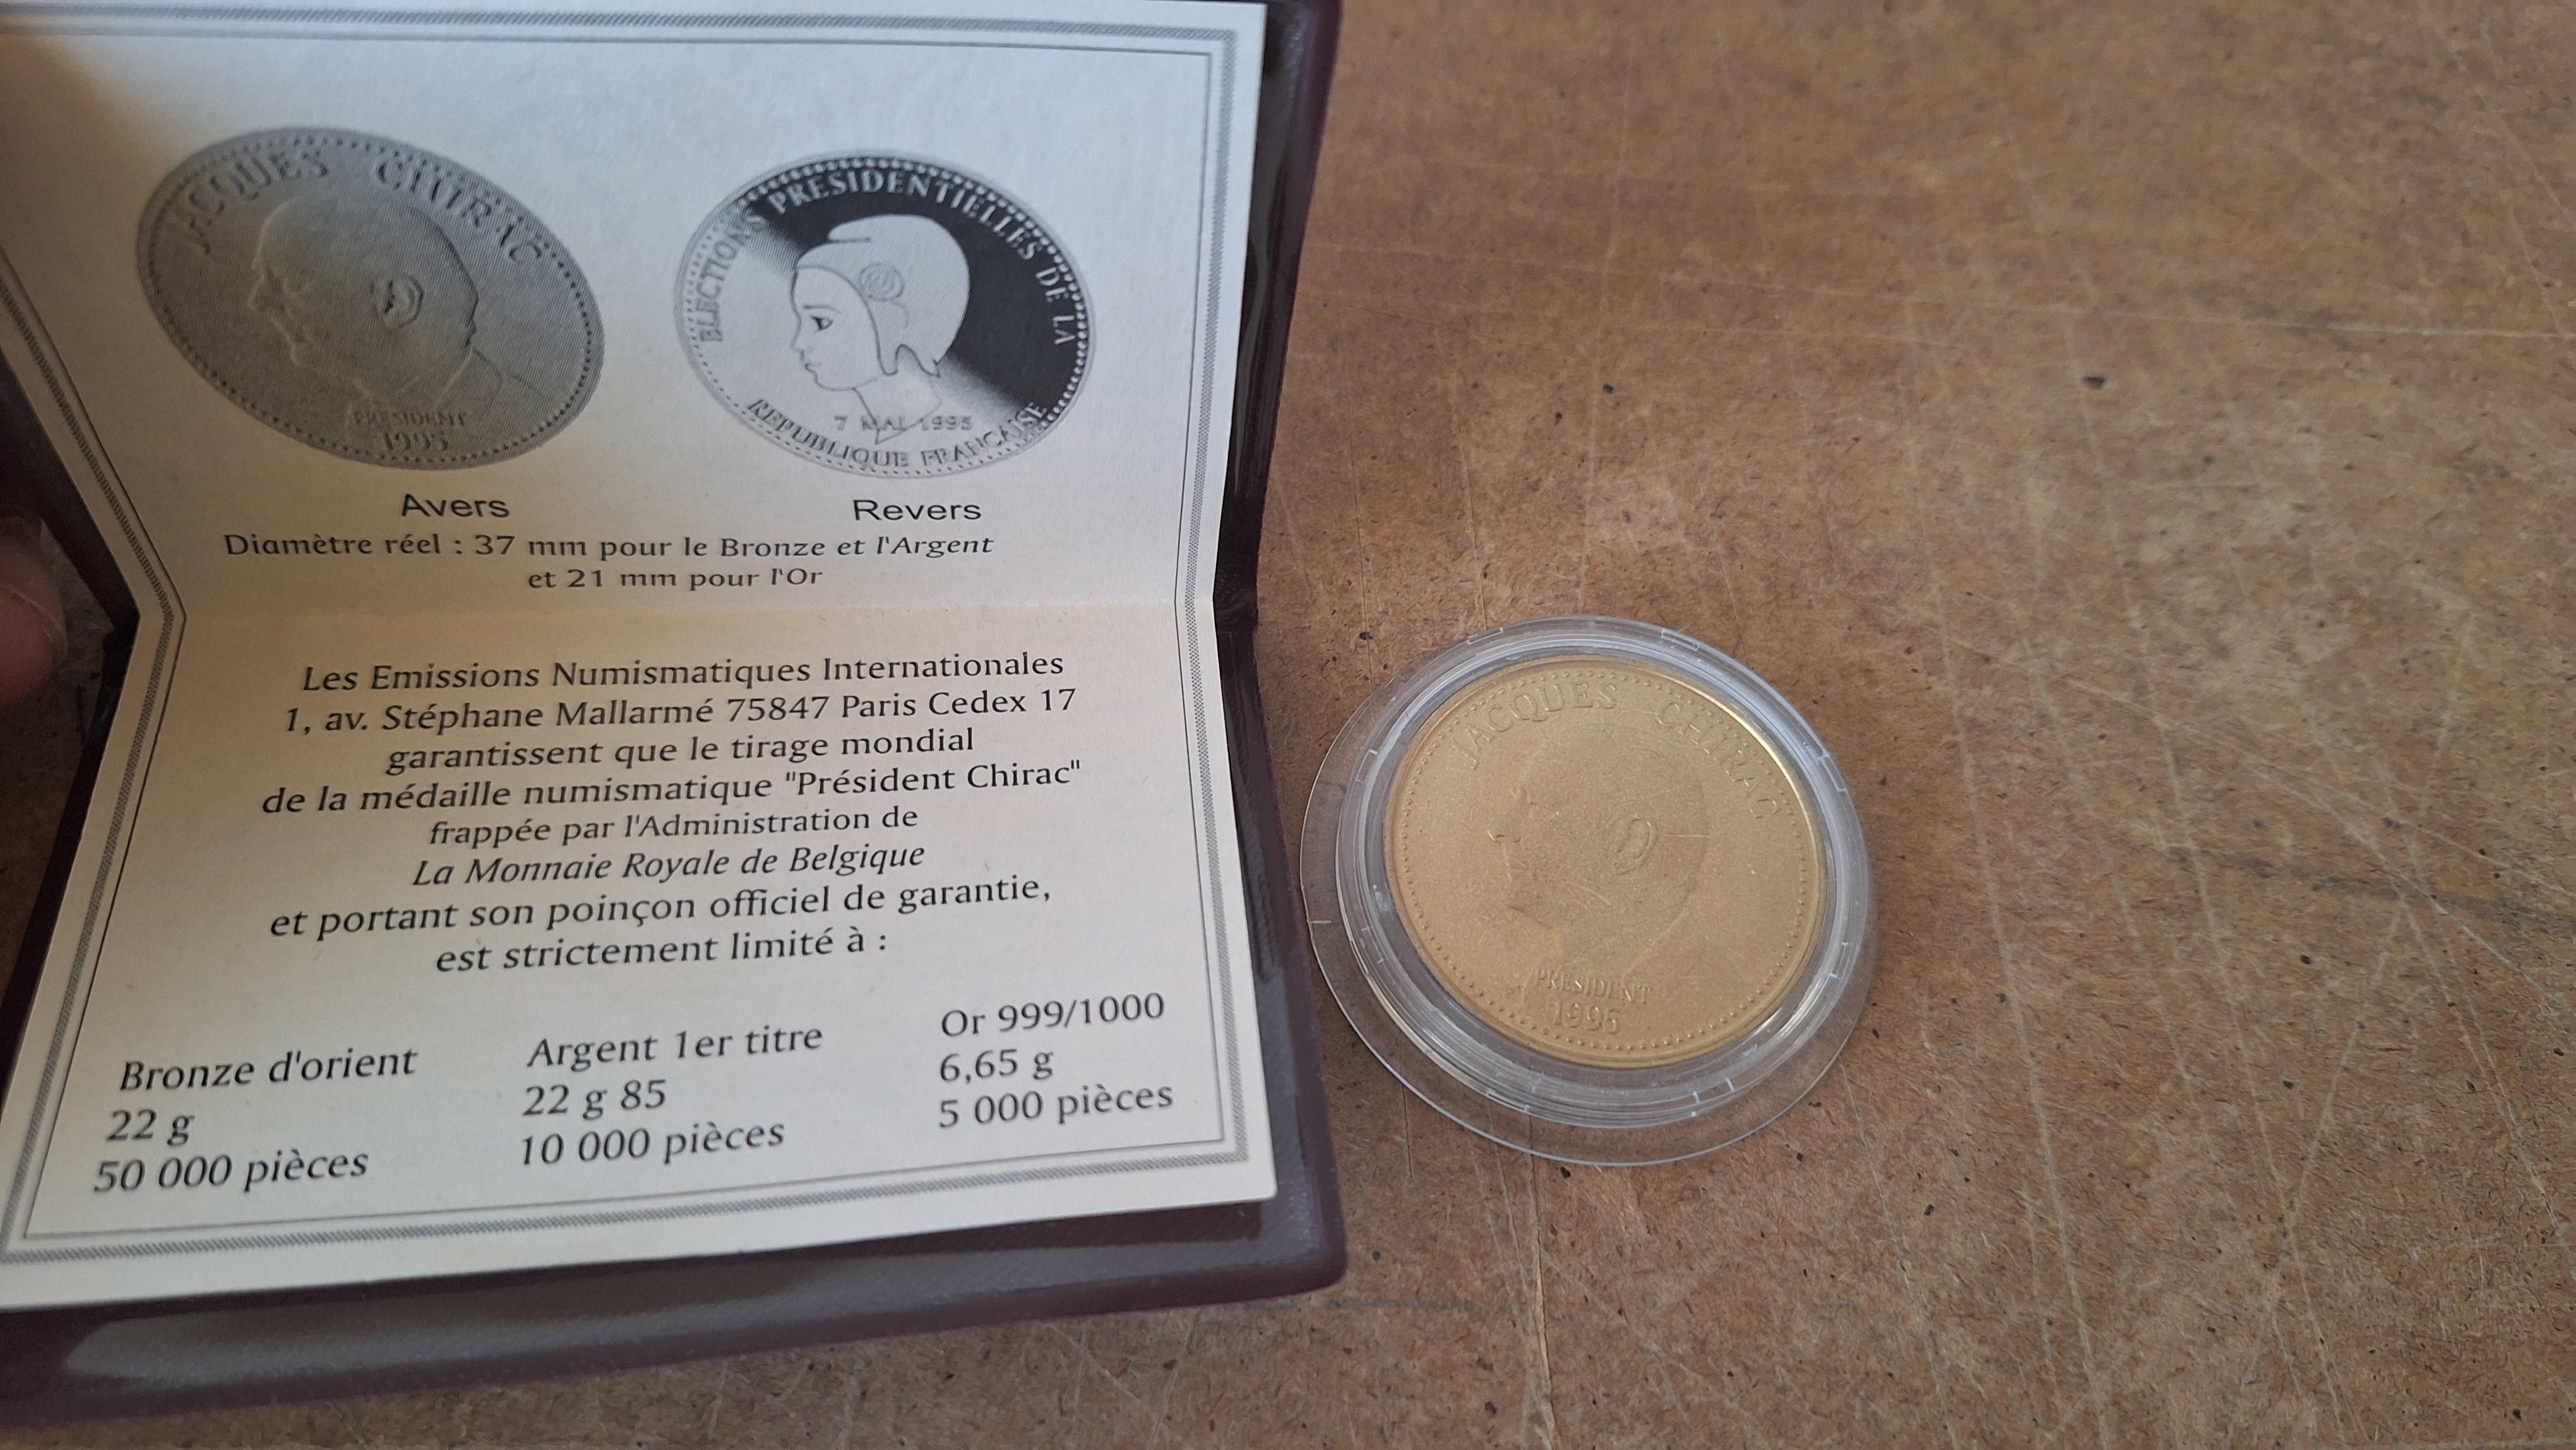 JACQUES CHIRAC
PRESIDENT
1995
ELECTIONS PRESIDENTIELLES DE LA
REPUBLIQUE FRANCAISE
7 MAI 1995
Avers
Revers
Diamètre réel : 37 mm pour le Bronze et l'Argent
et 21 mm pour l'Or
Les Emissions Numismatiques Internationales
1, av. Stéphane Mallarmé 75847 Paris Cedex 17
garantissent que le tirage mondial
de la médaille numismatique "Président Chirac"
frappée par l'Administration de
La Monnaie Royale de Belgique
et portant son poinçon officiel de garantie,
est strictement limité à :
Bronze d'orient
22 g
50 000 pièces
Argent 1er titre
22 g 85
10 000 pièces
Or 999/1000
6,65 g
5 000 pièces
JACQUES CHIRAC
PRESIDENT
1995